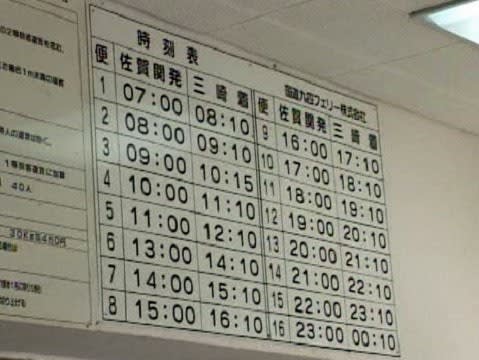 時刻表
国道九四フェリー株式会社
便 佐賀関発 三崎着 便 佐賀関発 三崎着
1 07:00 08:10 9 16:00 17:10
2 08:00 09:10 10 17:00 18:10
3 09:00 10:15 11 18:00 19:10
4 10:00 11:10 12 19:00 20:10
5 11:00 12:10 13 20:00 21:10
6 13:00 14:10 14 21:00 22:10
7 14:00 15:10 15 22:00 23:10
8 15:00 16:10 16 23:00 00:10
40人